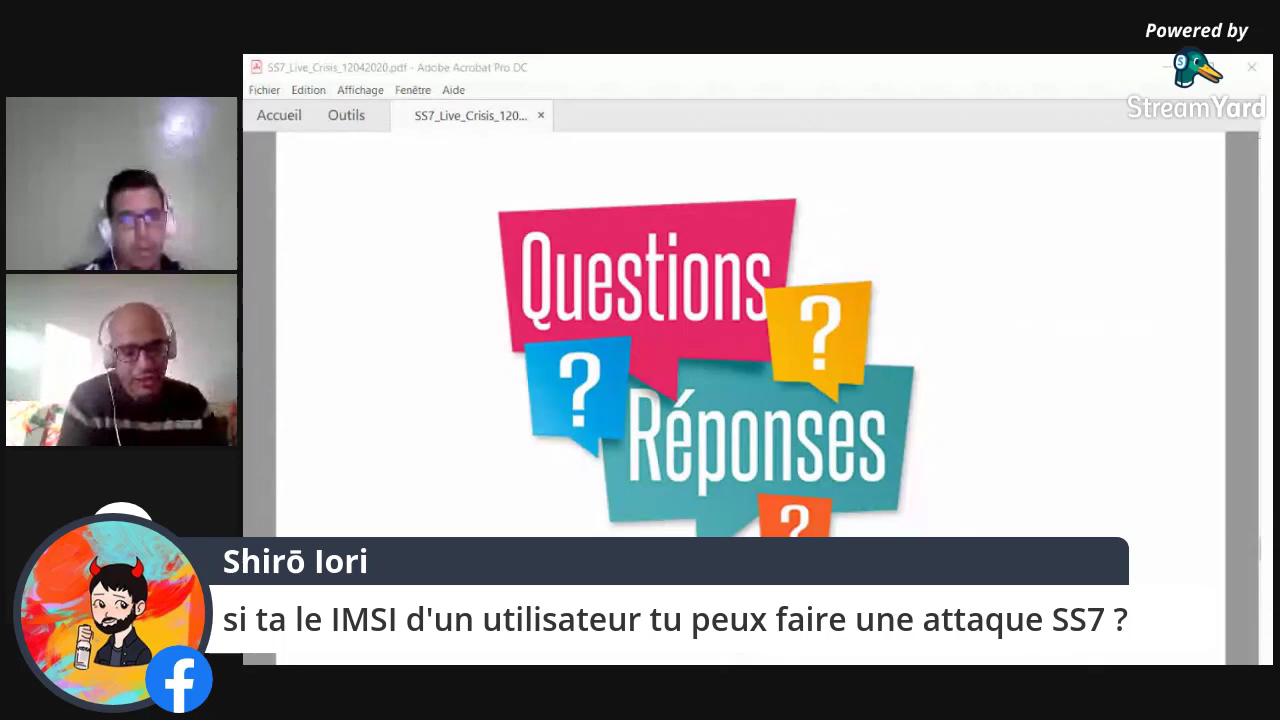 Powered by
StreamYard
SS7_Live_Crisis_12042020.pdf - Adobe Acrobat Pro DC
Fichier Edition Affichage Fenêtre Aide
Accueil Outils SS7_Live_Crisis_120... ×
Questions
?
?
Réponses
?
Shirō Iori
si ta le IMSI d'un utilisateur tu peux faire une attaque SS7 ?